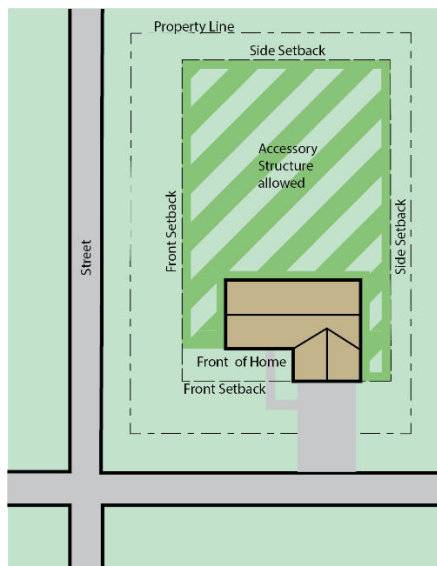 Property Line
Side Setback
Accessory
Structure
allowed
Front Setback
Side Setback
Street
Front of Home
Front Setback